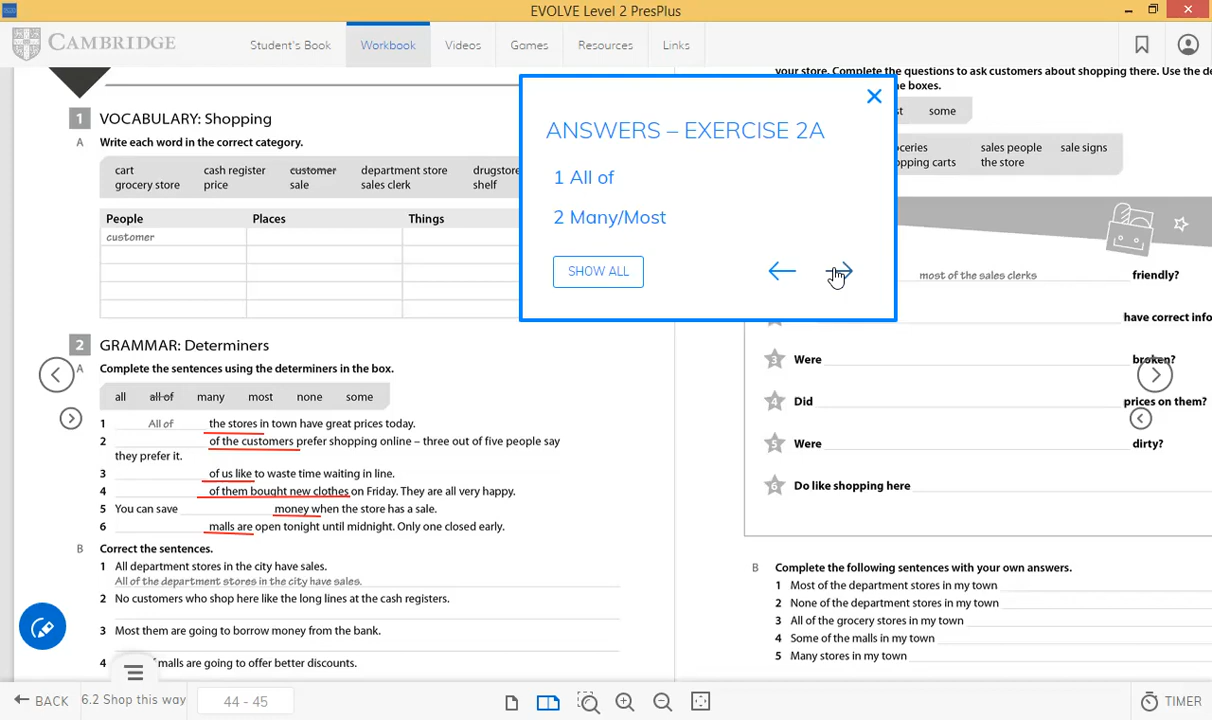 EVOLVE Level 2 PresPlus
CAMBRIDGE
Student's Book
Workbook
Videos
Games
Resources
Links
1 VOCABULARY: Shopping
A Write each word in the correct category.
cart cash register customer department store drugstore
grocery store price sale sales clerk shelf
People Places Things
customer
2 GRAMMAR: Determiners
A Complete the sentences using the determiners in the box.
all all of many most none some
1 All of the stores in town have great prices today.
2 of the customers prefer shopping online – three out of five people say
they prefer it.
3 of us like to waste time waiting in line.
4 of them bought new clothes on Friday. They are all very happy.
5 You can save money when the store has a sale.
6 malls are open tonight until midnight. Only one closed early.
B Correct the sentences.
1 All department stores in the city have sales.
All of the department stores in the city have sales.
2 No customers who shop here like the long lines at the cash registers.
3 Most them are going to borrow money from the bank.
4 malls are going to offer better discounts.
ANSWERS – EXERCISE 2A
1 All of
2 Many/Most
SHOW ALL
your store. Complete the questions to ask customers about shopping there. Use the
e boxes.
some
sales people sale signs
the store
most of the sales clerks friendly?
have correct
3 Were broken?
4 Did prices on them?
5 Were dirty?
6 Do like shopping here
B Complete the following sentences with your own answers.
1 Most of the department stores in my town
2 None of the department stores in my town
3 All of the grocery stores in my town
4 Some of the malls in my town
5 Many stores in my town
BACK
6.2 Shop this way
44 - 45
TIMER